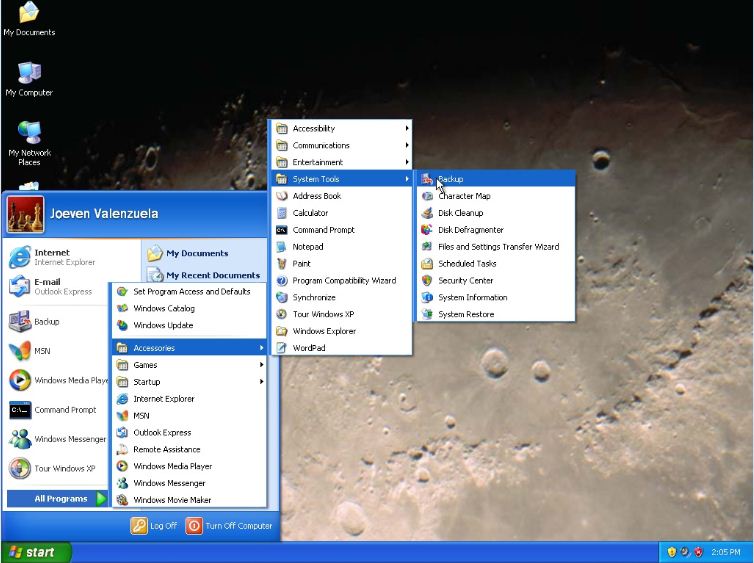 My Documents
My Computer
My Network
Places
Joeven Valenzuela
Internet
Internet Explorer
E-mail
Outlook Express
Backup
MSN
Windows Media Playe
Command Prompt
Windows Messenger
Tour Windows XP
All Programs
My Documents
My Recent Documents
Set Program Access and Defaults
Windows Catalog
Windows Update
Accessories
Games
Startup
Internet Explorer
MSN
Outlook Express
Remote Assistance
Windows Media Player
Windows Messenger
Windows Movie Maker
Accessibility
Communications
Entertainment
System Tools
Address Book
Calculator
Command Prompt
Notepad
Paint
Program Compatibility Wizard
Synchronize
Tour Windows XP
Windows Explorer
WordPad
Backup
Character Map
Disk Cleanup
Disk Defragmenter
Files and Settings Transfer Wizard
Scheduled Tasks
Security Center
System Information
System Restore
Log Off
Turn Off Computer
start
2:05 PM